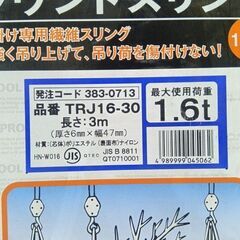 け専用繊維スリング
強く吊り上げて、吊り荷を傷付けない!
発注コード 383-0713
品番 TRJ16-30
長さ:3m
(厚さ6mm×幅47mm)
最大使用荷重
1.6t
材質:(芯体)ポリエステル(表面布)ナイロン
HN-W016 JIS QTEC JIS B 8811
QT0710001
4989999045062